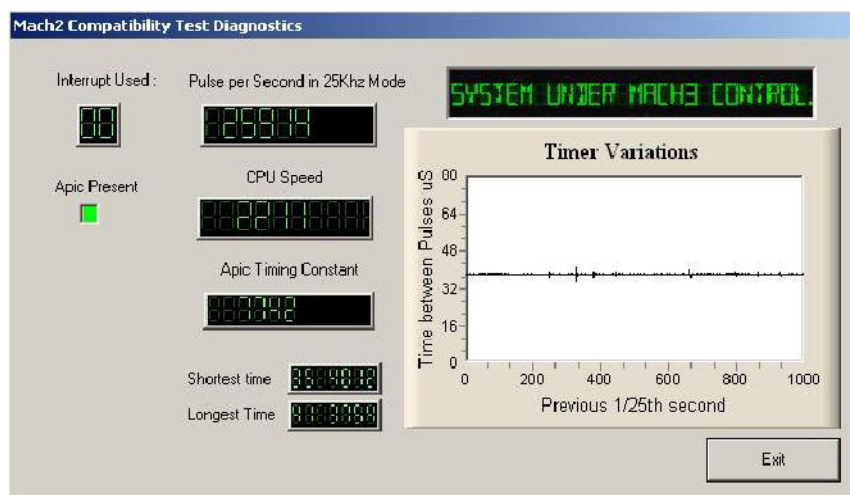 Mach2 Compatibility Test Diagnostics
Interrupt Used :
Pulse per Second in 25Khz Mode
SYSTEM UNDER MACH3 CONTROL.
Apic Present
CPU Speed
2211
Apic Timing Constant
Shortest time
Longest Time
Timer Variations
Time between Pulses uS
80
64
48
32
16
0
0 200 400 600 800 1000
Previous 1/25th second
Exit